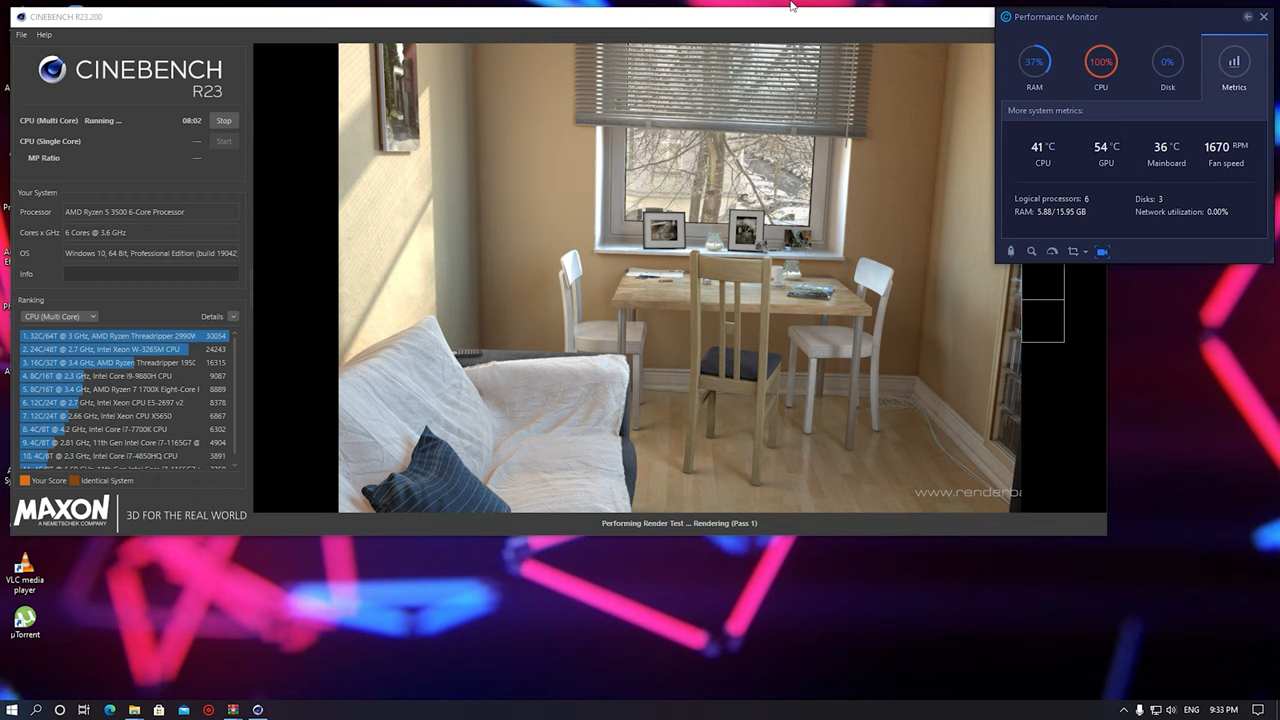 CINEBENCH R23.200
File Help
CINEBENCH
R23
CPU (Multi Core) Running ... 08:02 Stop
CPU (Single Core) --- Start
MP Ratio ---
Your System
Processor AMD Ryzen 5 3500 6-Core Processor
Cores x GHz 6 Cores @ 3.6 GHz
OS Windows 10, 64 Bit, Professional Edition (build 19042)
Info
Ranking
CPU (Multi Core) Details
1. 32C/64T @ 3 GHz, AMD Ryzen Threadripper 2990W 30054
2. 24C/48T @ 2.7 GHz, Intel Xeon W-3265M CPU 24243
3. 16C/32T @ 3.4 GHz, AMD Ryzen Threadripper 1950 16315
4. 8C/16T @ 2.3 GHz, Intel Core i9-9880H CPU 9087
5. 8C/16T @ 3.4 GHz, AMD Ryzen 7 1700X Eight-Core 8889
6. 12C/24T @ 2.7 GHz, Intel Xeon CPU E5-2697 v2 8378
7. 12C/24T @ 2.66 GHz, Intel Xeon CPU X5650 6867
8. 4C/8T @ 4.2 GHz, Intel Core i7-7700K CPU 6302
9. 4C/8T @ 2.81 GHz, 11th Gen Intel Core i7-1165G7 @ 4904
10. 4C/8T @ 2.3 GHz, Intel Core i7-4850HQ CPU 3891
Your Score Identical System
MAXON
A NEMETSCHEK COMPANY
3D FOR THE REAL WORLD
www.renderba
Performing Render Test ... Rendering (Pass 1)
Performance Monitor
37% 100% 0%
RAM CPU Disk Metrics
More system metrics:
41 °C 54 °C 36 °C 1670 RPM
CPU GPU Mainboard Fan speed
Logical processors: 6 Disks: 3
RAM: 5.88/15.95 GB Network utilization: 0.00%
VLC media
player
µTorrent
ENG 9:33 PM